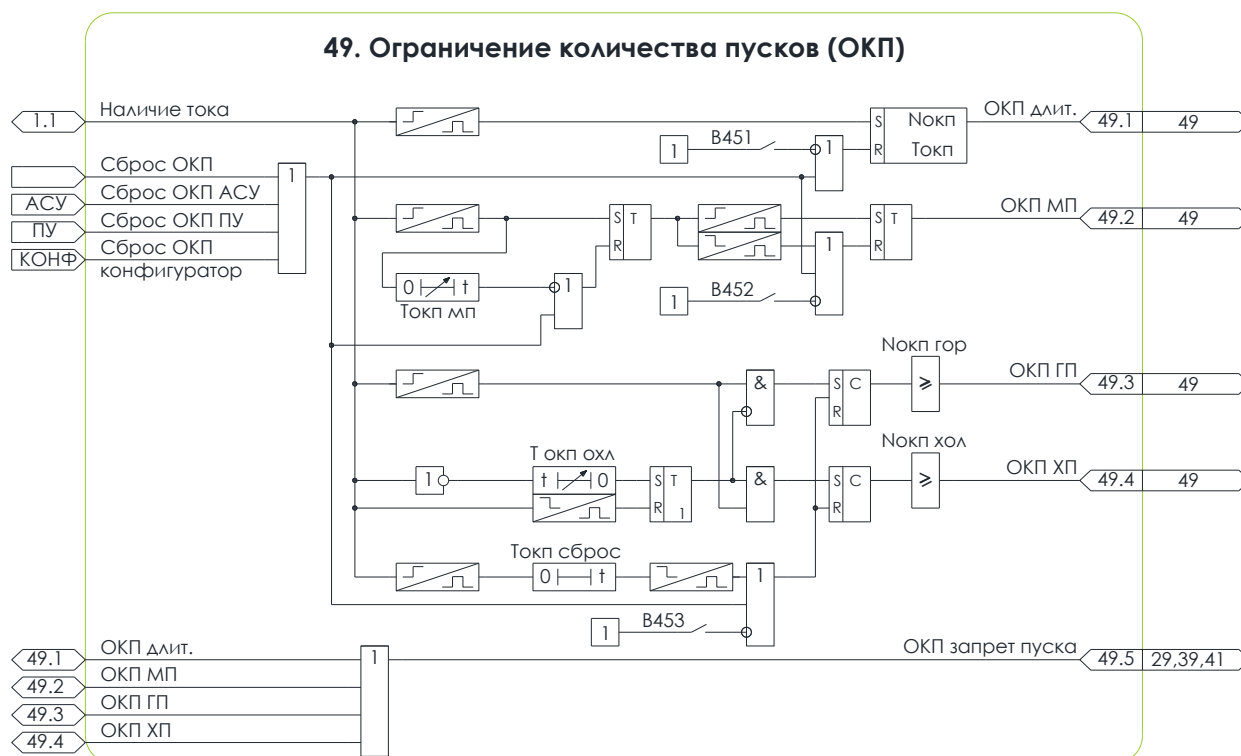 49. Ограничение количества пусков (ОКП)
1.1 Наличие тока
S Nокп
R Токп
ОКП длит. 49.1 49
1 В451
1
Сброс ОКП
АСУ Сброс ОКП АСУ
ПУ Сброс ОКП ПУ
КОНФ Сброс ОКП
конфигуратор
1
S T
R
S T
R
ОКП МП 49.2 49
1
0 t
Токп мп
1
1 В452
Nокп гор
&
S C
R
≥
ОКП ГП 49.3 49
Nокп хол
1
Т окп охл
t 0
S T
R 1
&
S C
R
≥
ОКП ХП 49.4 49
Токп сброс
0 t
1
1 В453
49.1 ОКП длит.
49.2 ОКП МП
49.3 ОКП ГП
49.4 ОКП ХП
1
ОКП запрет пуска 49.5 29,39,41